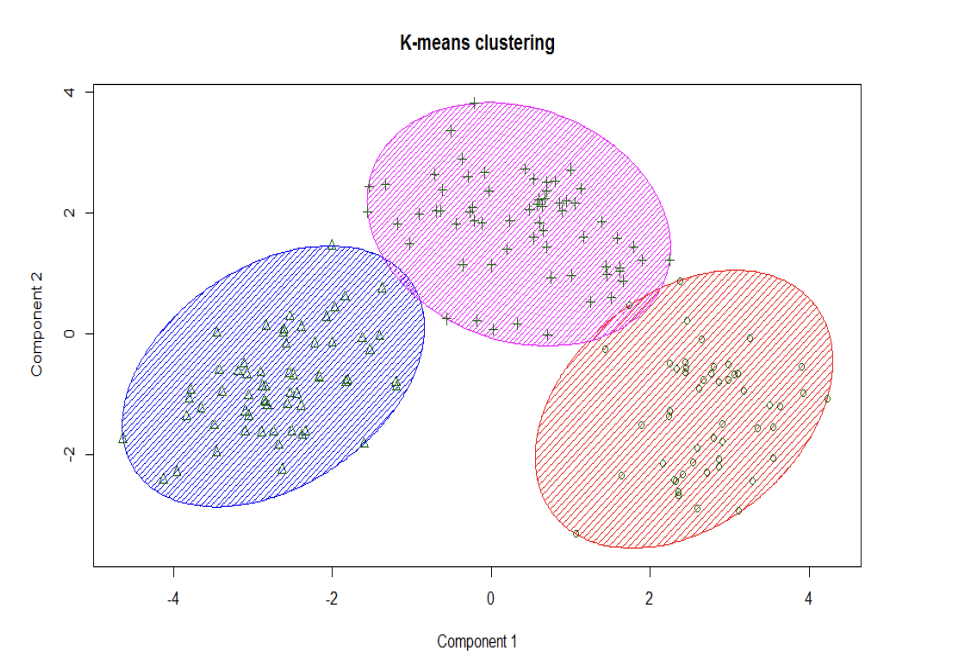 K-means clustering
4
2
0
-2
Component 2
-4 -2 0 2 4
Component 1